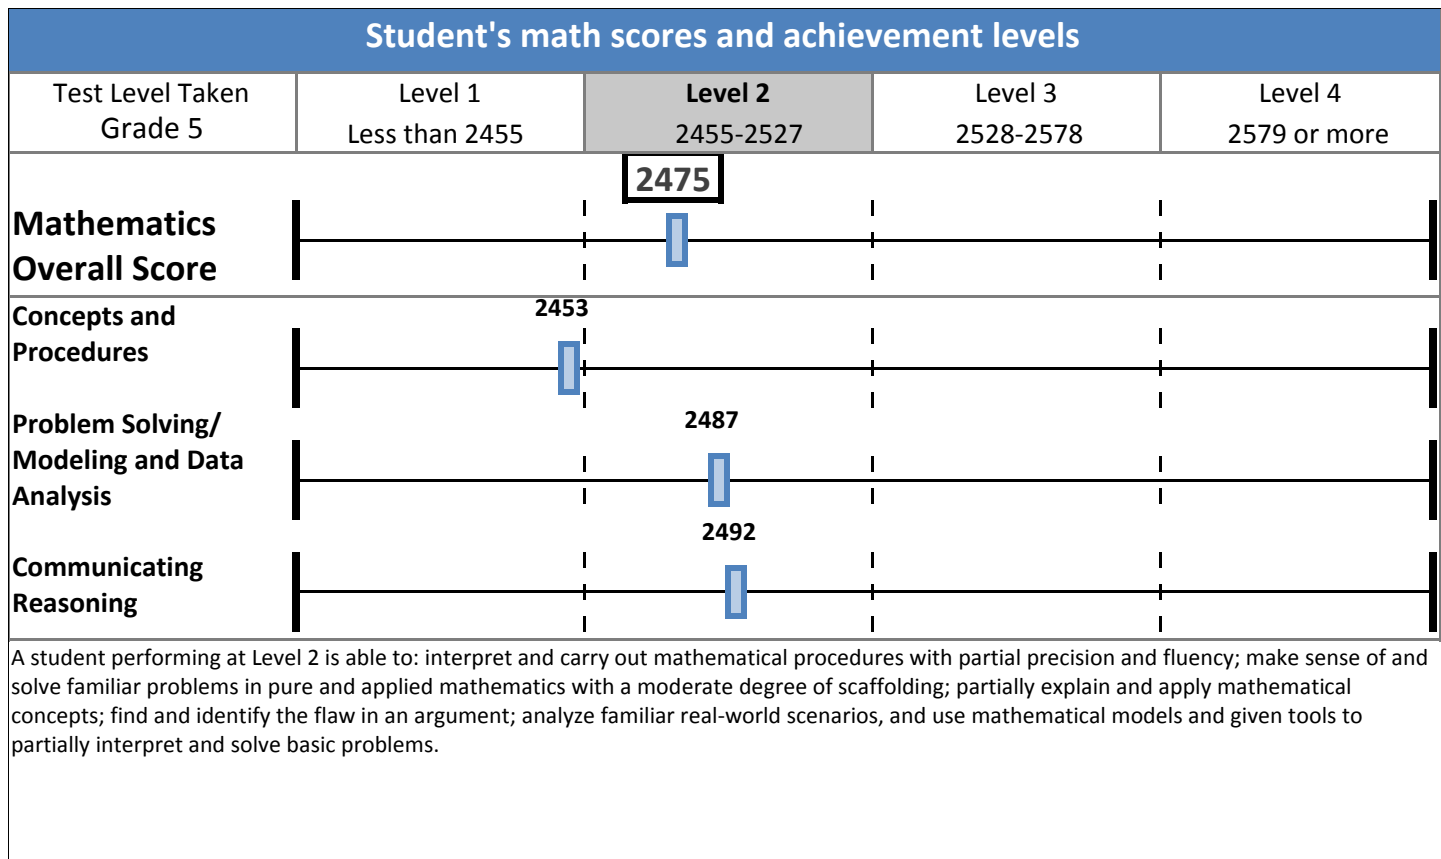 Student's math scores and achievement levels
Test Level Taken
Grade 5
Level 1
Less than 2455
Level 2
2455-2527
Level 3
2528-2578
Level 4
2579 or more
2475
Mathematics
Overall Score
2453
Concepts and
Procedures
2487
Problem Solving/
Modeling and Data
Analysis
2492
Communicating
Reasoning
A student performing at Level 2 is able to: interpret and carry out mathematical procedures with partial precision and fluency; make sense of and
solve familiar problems in pure and applied mathematics with a moderate degree of scaffolding; partially explain and apply mathematical
concepts; find and identify the flaw in an argument; analyze familiar real-world scenarios, and use mathematical models and given tools to
partially interpret and solve basic problems.